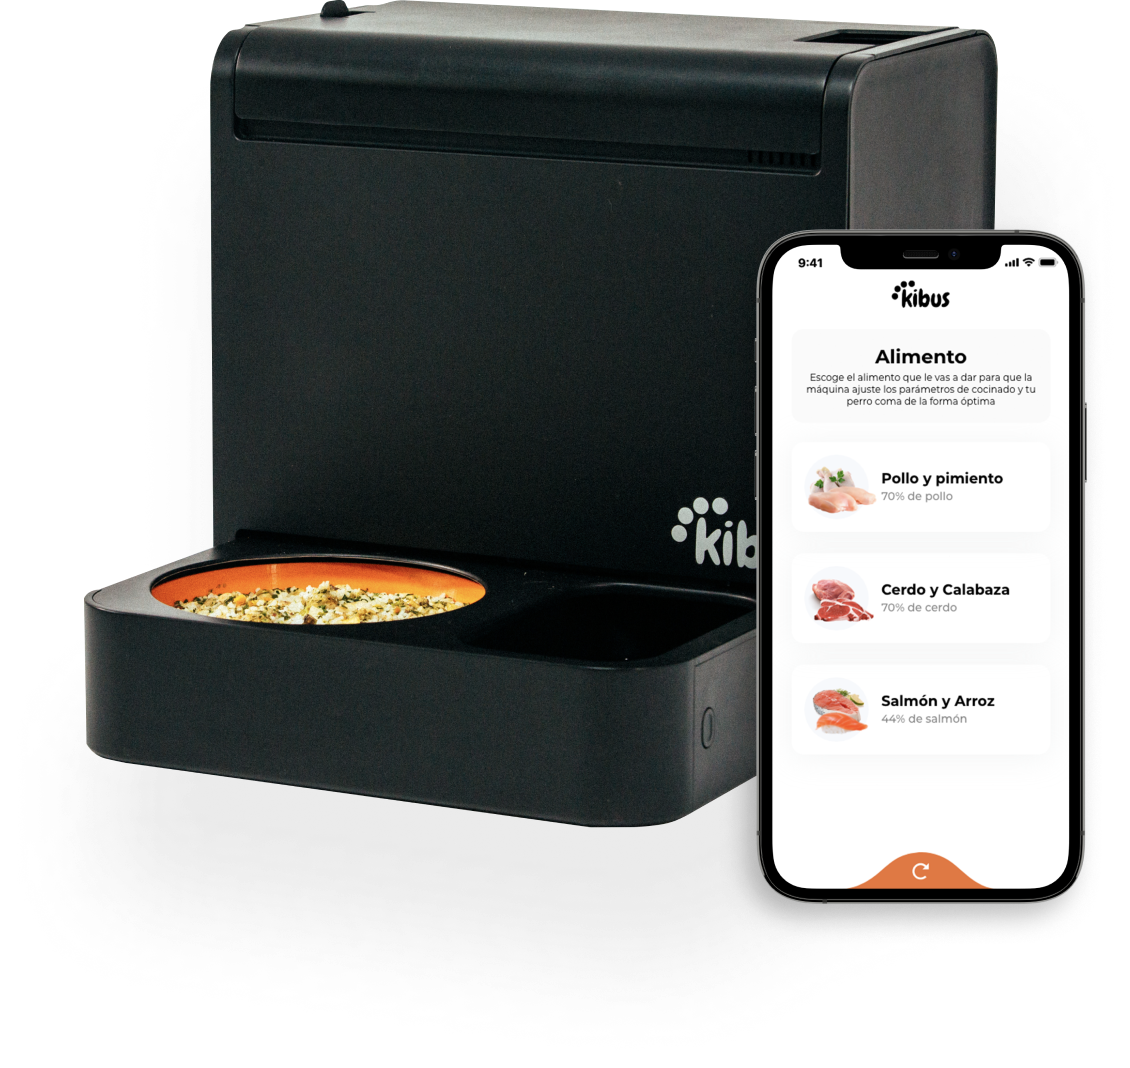 kib
9:41
kibus
Alimento
Escoge el alimento que le vas a dar para que la
máquina ajuste los parámetros de cocinado y tu
perro coma de la forma óptima
Pollo y pimiento
70% de pollo
Cerdo y Calabaza
70% de cerdo
Salmón y Arroz
44% de salmón